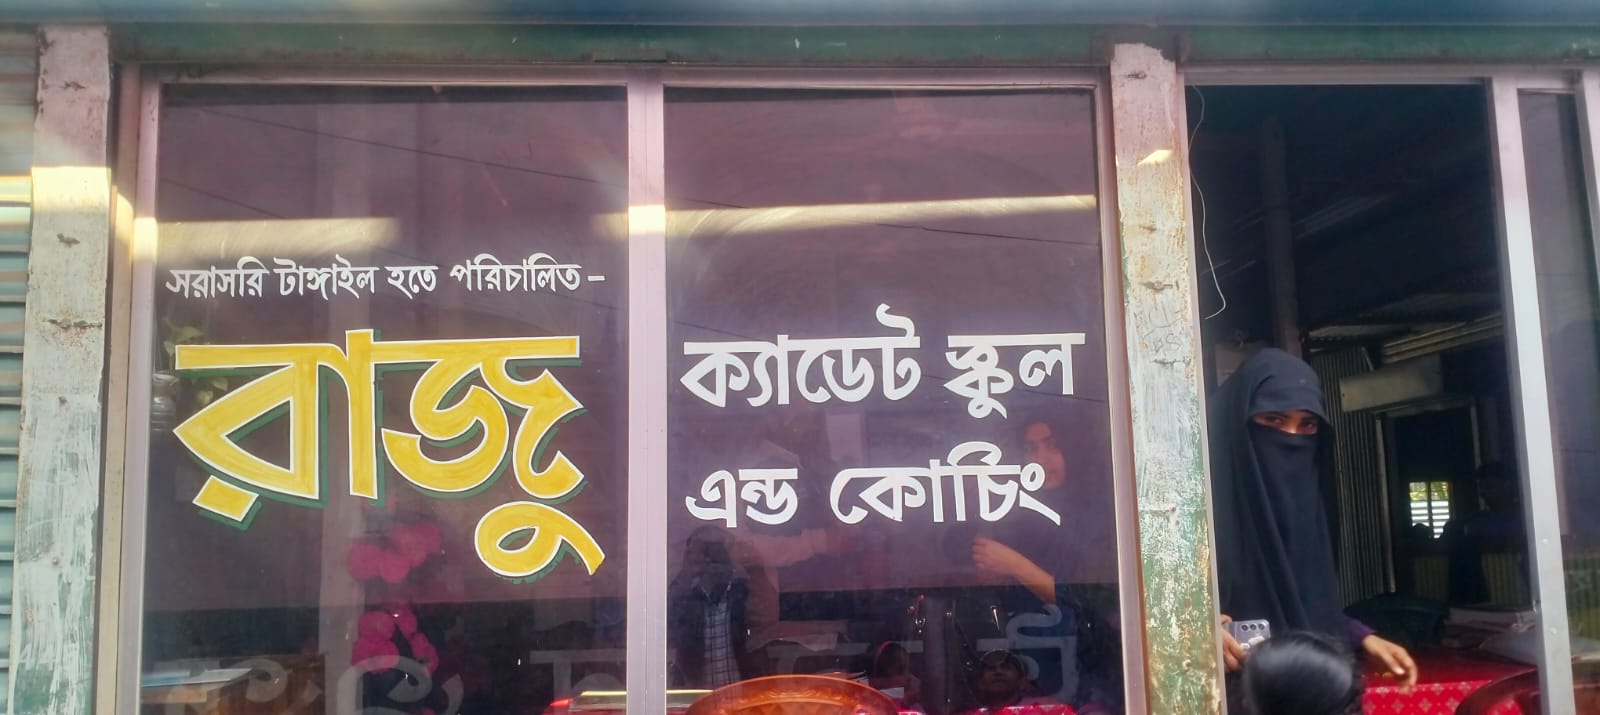 সরাসরি টাঙ্গাইল হতে পরিচালিত –
রাজু
ক্যাডেট স্কুল
এন্ড কোচিং